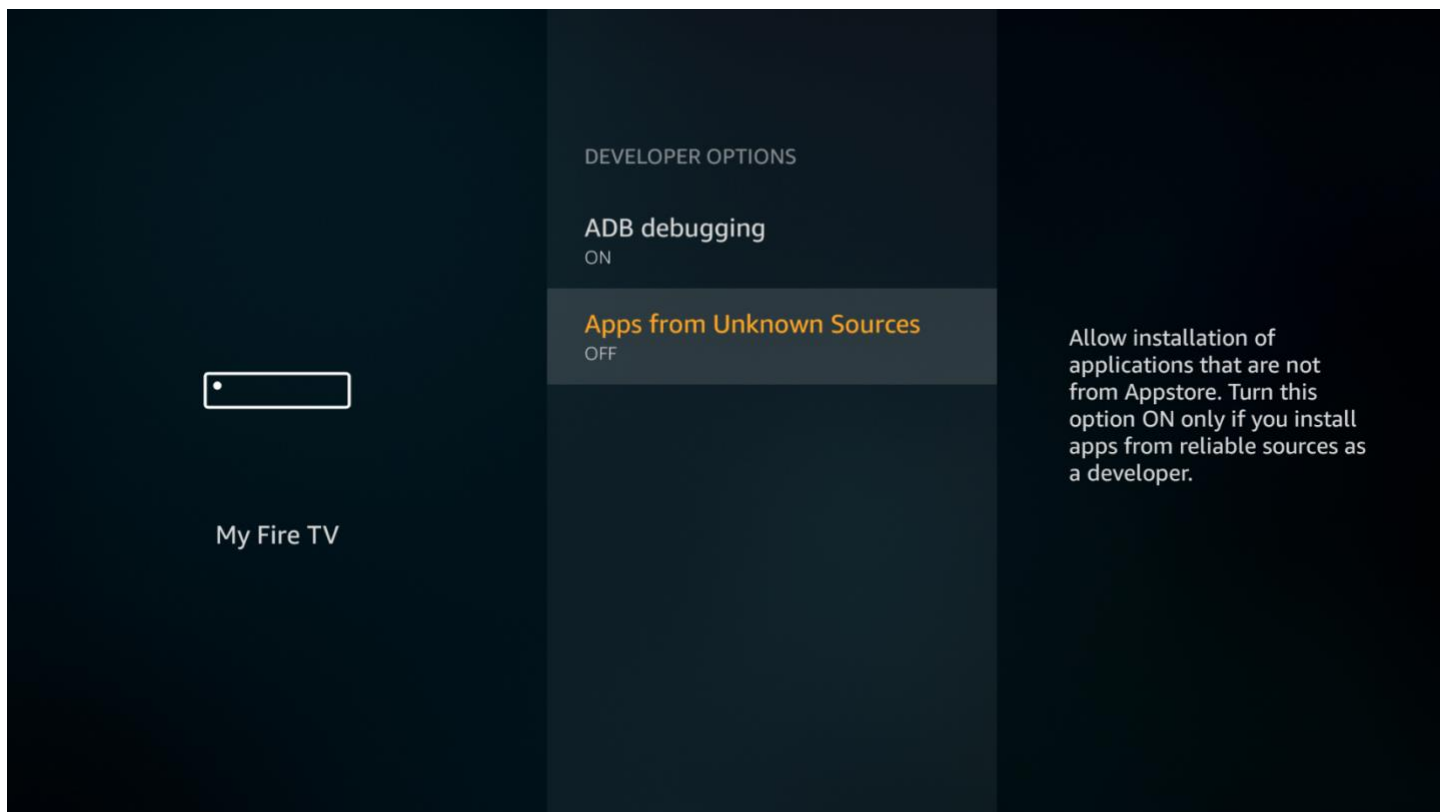 DEVELOPER OPTIONS
ADB debugging
ON
Apps from Unknown Sources
OFF
My Fire TV
Allow installation of
applications that are not
from Appstore. Turn this
option ON only if you install
apps from reliable sources as
a developer.